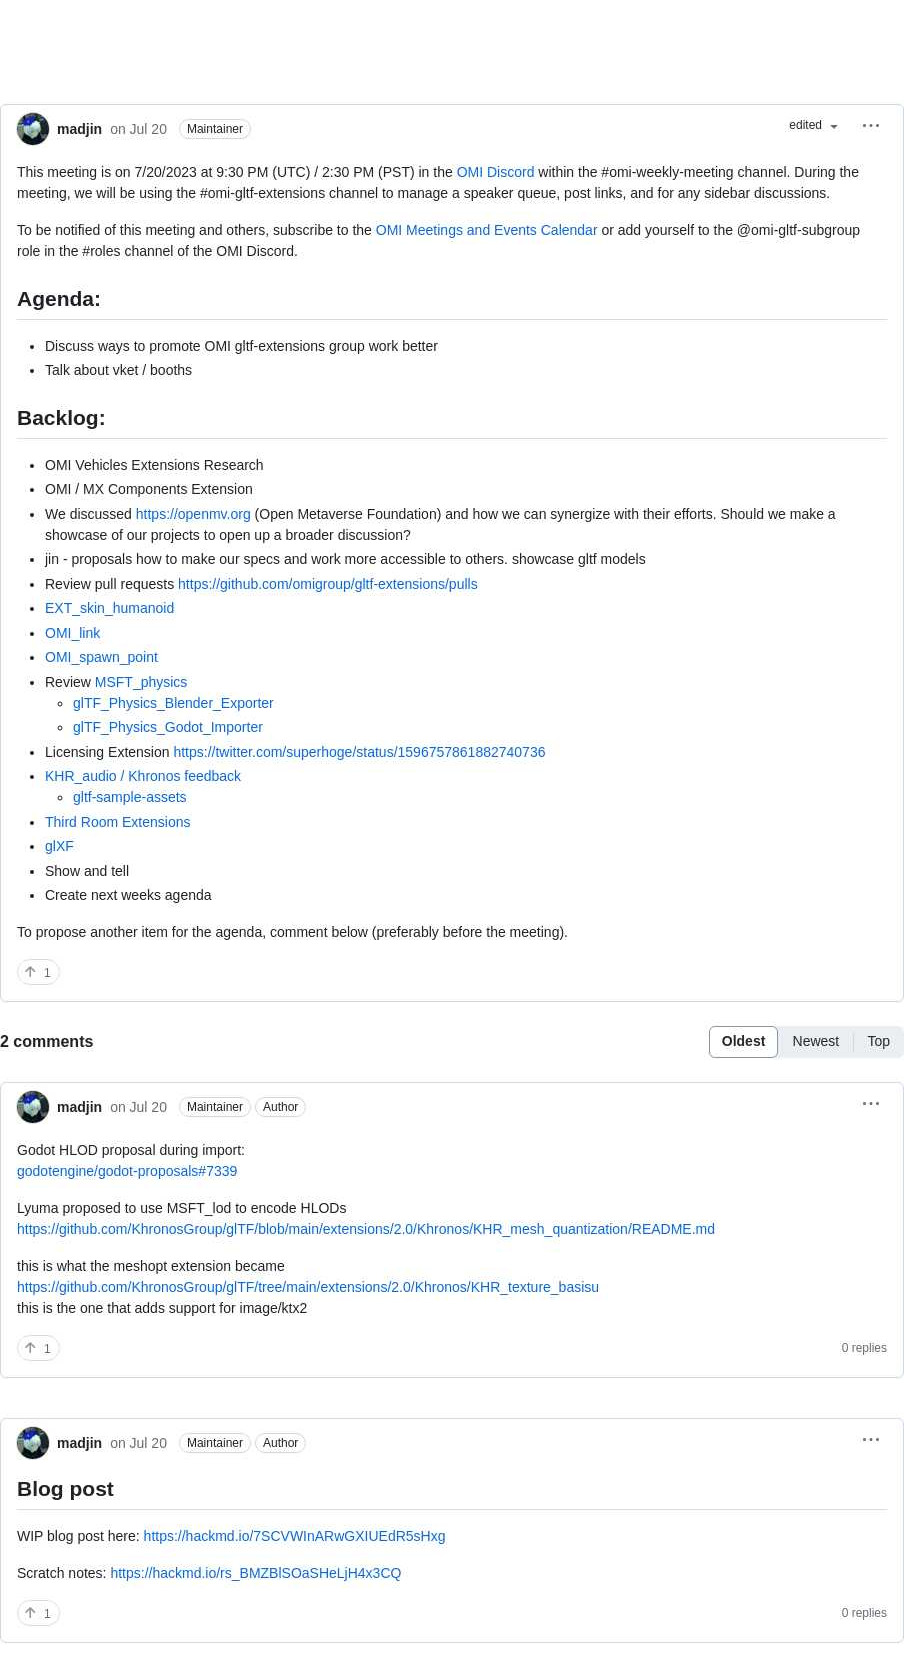 madjin on Jul 20 Maintainer edited
This meeting is on 7/20/2023 at 9:30 PM (UTC) / 2:30 PM (PST) in the OMI Discord within the #omi-weekly-meeting channel. During the
meeting, we will be using the #omi-gltf-extensions channel to manage a speaker queue, post links, and for any sidebar discussions.
To be notified of this meeting and others, subscribe to the OMI Meetings and Events Calendar or add yourself to the @omi-gltf-subgroup
role in the #roles channel of the OMI Discord.
Agenda:
Discuss ways to promote OMI gltf-extensions group work better
Talk about vket / booths
Backlog:
OMI Vehicles Extensions Research
OMI / MX Components Extension
We discussed https://openmv.org (Open Metaverse Foundation) and how we can synergize with their efforts. Should we make a
showcase of our projects to open up a broader discussion?
jin - proposals how to make our specs and work more accessible to others. showcase gltf models
Review pull requests https://github.com/omigroup/gltf-extensions/pulls
EXT_skin_humanoid
OMI_link
OMI_spawn_point
Review MSFT_physics
glTF_Physics_Blender_Exporter
glTF_Physics_Godot_Importer
Licensing Extension https://twitter.com/superhoge/status/1596757861882740736
KHR_audio / Khronos feedback
gltf-sample-assets
Third Room Extensions
glXF
Show and tell
Create next weeks agenda
To propose another item for the agenda, comment below (preferably before the meeting).
1
2 comments Oldest Newest Top
madjin on Jul 20 Maintainer Author
Godot HLOD proposal during import:
godotengine/godot-proposals#7339
Lyuma proposed to use MSFT_lod to encode HLODs
https://github.com/KhronosGroup/glTF/blob/main/extensions/2.0/Khronos/KHR_mesh_quantization/README.md
this is what the meshopt extension became
https://github.com/KhronosGroup/glTF/tree/main/extensions/2.0/Khronos/KHR_texture_basisu
this is the one that adds support for image/ktx2
1 0 replies
madjin on Jul 20 Maintainer Author
Blog post
WIP blog post here: https://hackmd.io/7SCVWInARwGXIUEdR5sHxg
Scratch notes: https://hackmd.io/rs_BMZBlSOaSHeLjH4x3CQ
1 0 replies